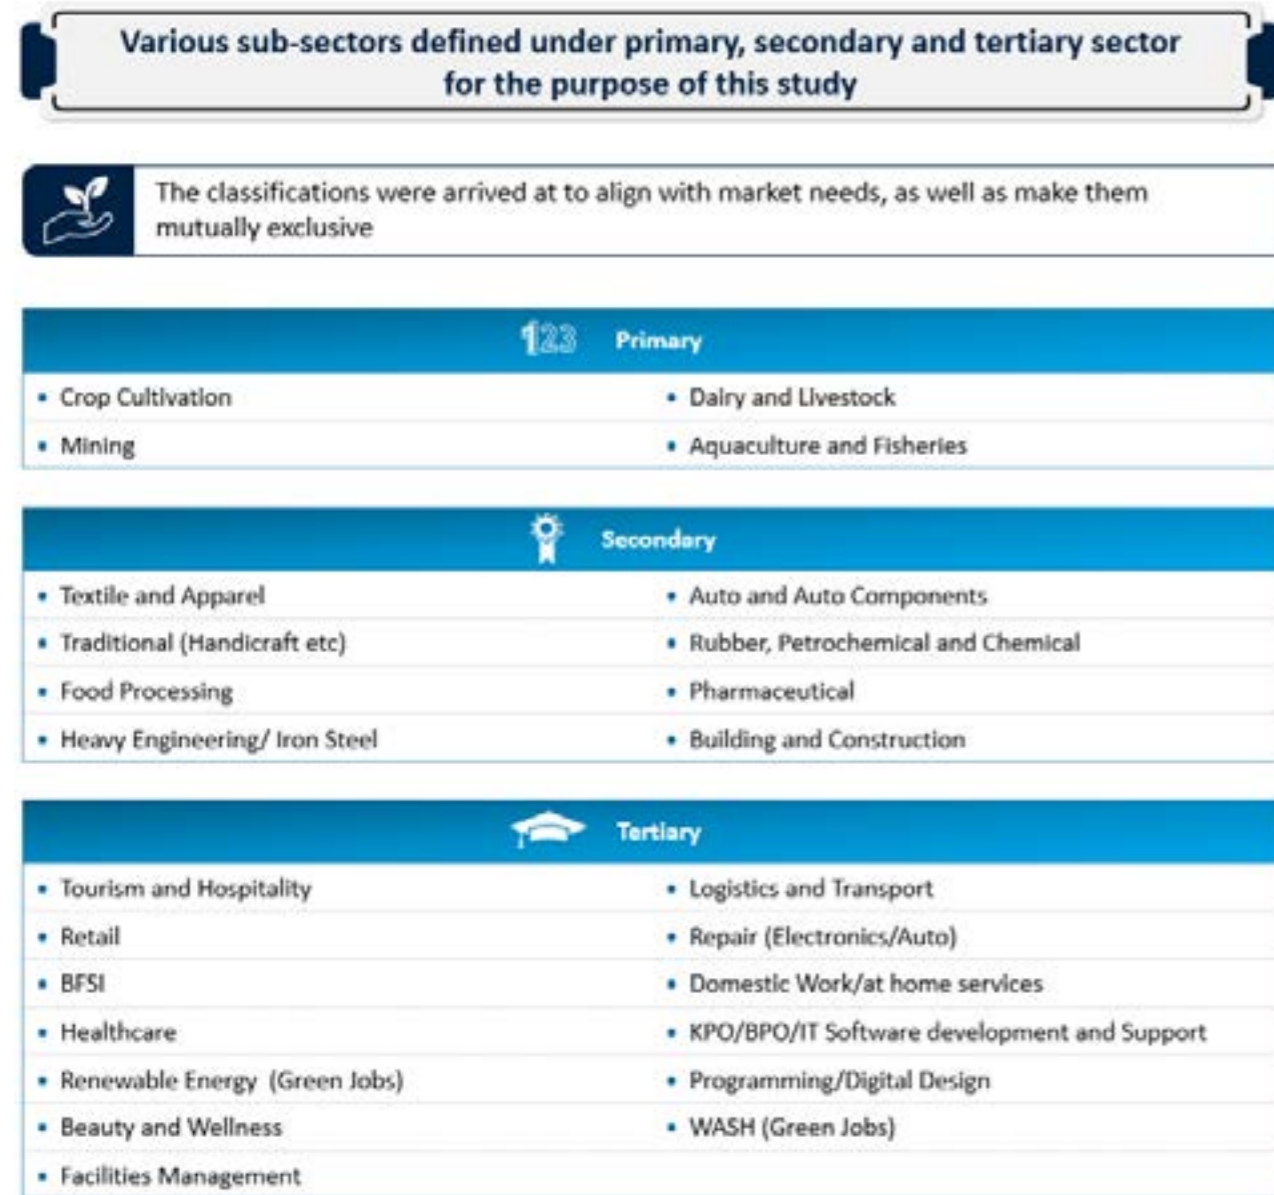 Various sub-sectors defined under primary, secondary and tertiary sector
for the purpose of this study
The classifications were arrived at to align with market needs, as well as make them
mutually exclusive
123 Primary
• Crop Cultivation
• Dairy and Livestock
• Mining
• Aquaculture and Fisheries
Secondary
• Textile and Apparel
• Auto and Auto Components
• Traditional (Handicraft etc)
• Rubber, Petrochemical and Chemical
• Food Processing
• Pharmaceutical
• Heavy Engineering/ Iron Steel
• Building and Construction
Tertiary
• Tourism and Hospitality
• Logistics and Transport
• Retail
• Repair (Electronics/Auto)
• BFSI
• Domestic Work/at home services
• Healthcare
• KPO/BPO/IT Software development and Support
• Renewable Energy (Green Jobs)
• Programming/Digital Design
• Beauty and Wellness
• WASH (Green Jobs)
• Facilities Management